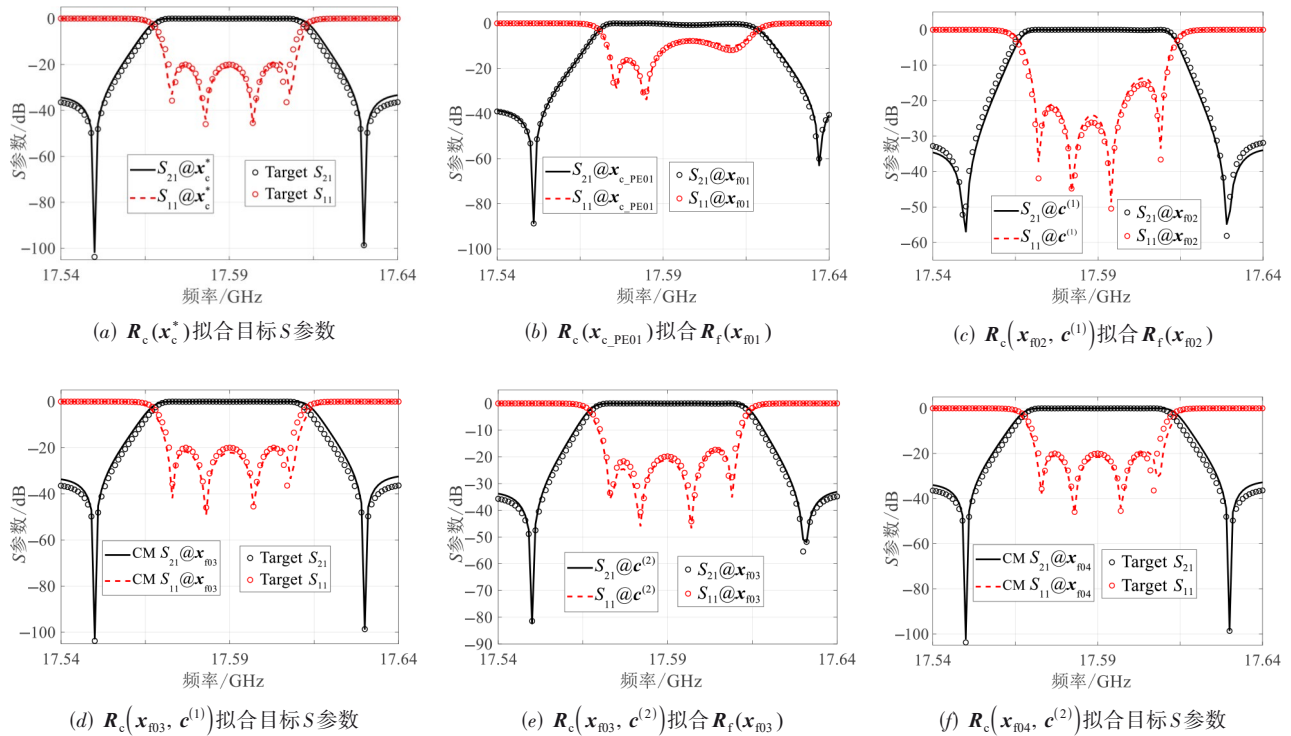 0
−20
−40
−60
−80
−100
S参数/dB
S₂₁@x*c
S₁₁@x*c
Target S₂₁
Target S₁₁
17.54
17.59
17.64
频率/GHz
(a) Rc(x*c)拟合目标S参数
0
−20
−40
−60
−80
−100
S参数/dB
S₂₁@xc_PE01
S₁₁@xc_PE01
S₂₁@xf01
S₁₁@xf01
17.54
17.59
17.64
频率/GHz
(b) Rc(xc_PE01)拟合Rf(xf01)
0
−10
−20
−30
−40
−50
−60
S参数/dB
S₂₁@c⁽¹⁾
S₁₁@c⁽¹⁾
S₂₁@xf02
S₁₁@xf02
17.54
17.59
17.64
频率/GHz
(c) Rc(xf02, c⁽¹⁾)拟合Rf(xf02)
0
−20
−40
−60
−80
−100
S参数/dB
CM S₂₁@xf03
CM S₁₁@xf03
Target S₂₁
Target S₁₁
17.54
17.59
17.64
频率/GHz
(d) Rc(xf03, c⁽¹⁾)拟合目标S参数
0
−10
−20
−30
−40
−50
−60
−70
−80
−90
S参数/dB
S₂₁@c⁽²⁾
S₁₁@c⁽²⁾
S₂₁@xf03
S₁₁@xf03
17.54
17.59
17.64
频率/GHz
(e) Rc(xf03, c⁽²⁾)拟合Rf(xf03)
0
−20
−40
−60
−80
−100
S参数/dB
CM S₂₁@xf04
CM S₁₁@xf04
Target S₂₁
Target S₁₁
17.54
17.59
17.64
频率/GHz
(f) Rc(xf04, c⁽²⁾)拟合目标S参数